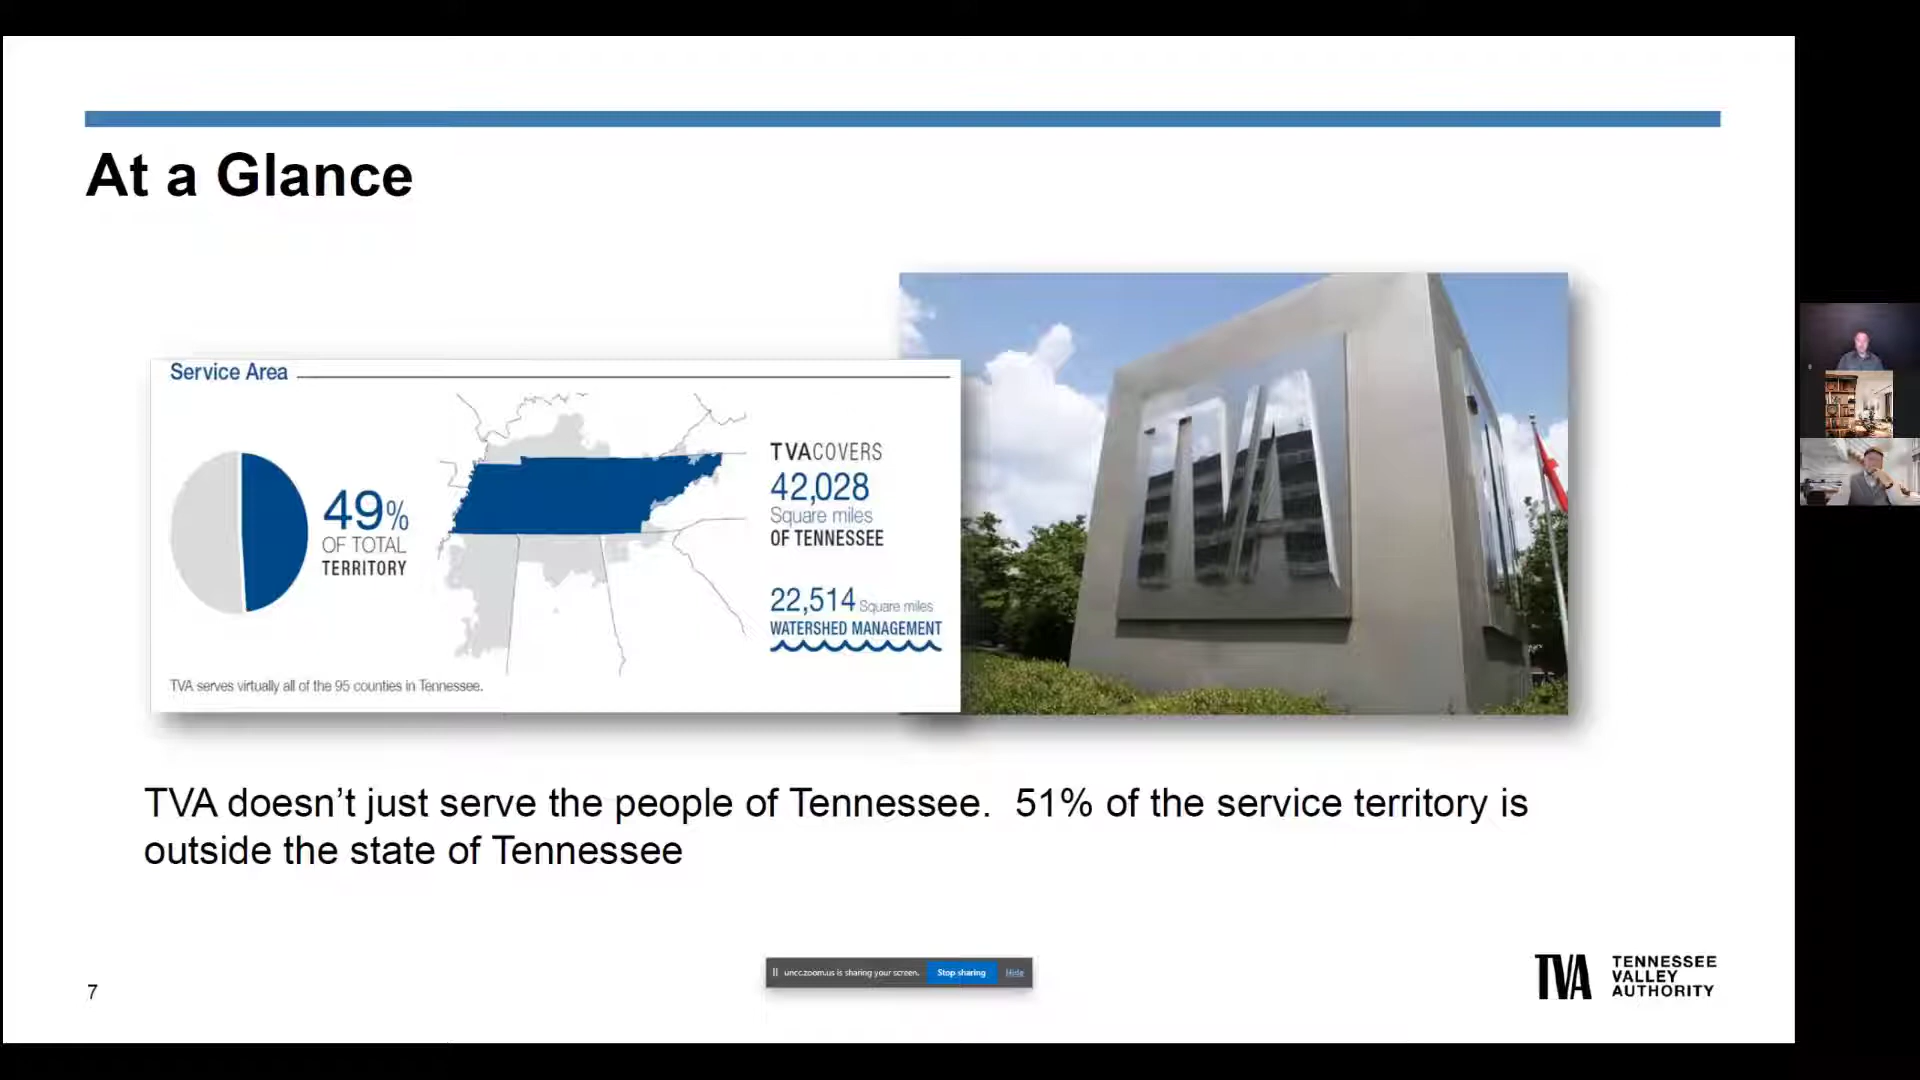 At a Glance
Service Area
49%
OF TOTAL
TERRITORY
TVA COVERS
42,028
Square miles
OF TENNESSEE
22,514 Square miles
WATERSHED MANAGEMENT
TVA serves virtually all of the 95 counties in Tennessee.
TVA
TVA doesn’t just serve the people of Tennessee.  51% of the service territory is
outside the state of Tennessee
uncc.zoom.us is sharing your screen. Stop sharing Hide
7
TVA TENNESSEE
VALLEY
AUTHORITY